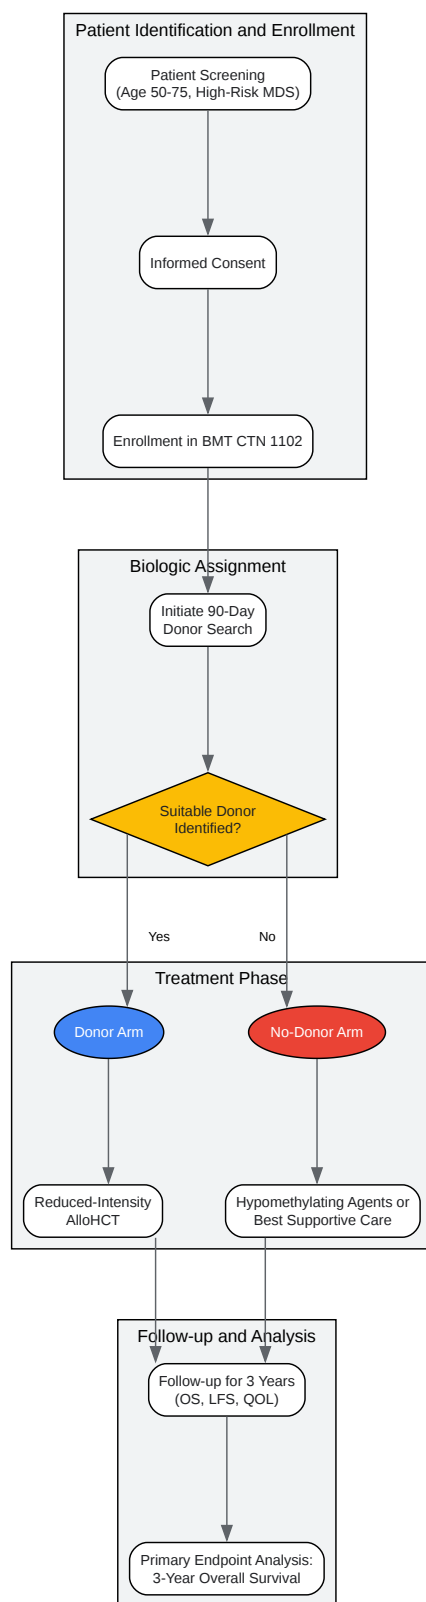 Patient Identification and Enrollment
Patient Screening
(Age 50-75, High-Risk MDS)
Informed Consent
Enrollment in BMT CTN 1102
Biologic Assignment
Initiate 90-Day
Donor Search
Suitable Donor
Identified?
Yes
No
Treatment Phase
Donor Arm
No-Donor Arm
Reduced-Intensity
AlloHCT
Hypomethylating Agents or
Best Supportive Care
Follow-up and Analysis
Follow-up for 3 Years
(OS, LFS, QOL)
Primary Endpoint Analysis:
3-Year Overall Survival